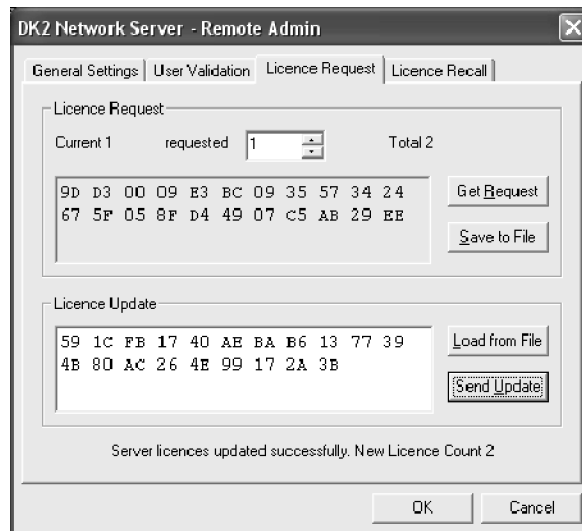 DK2 Network Server - Remote Admin
General Settings User Validation Licence Request Licence Recall
Licence Request
Current 1 requested 1 Total 2
9D D3 00 09 E3 BC 09 35 57 34 24
67 5F 05 8F D4 49 07 C5 AB 29 EE
Get Request
Save to File
Licence Update
59 1C FB 17 40 AE BA B6 13 77 39
4B 80 AC 26 4E 99 17 2A 3B
Load from File
Send Update
Server licences updated successfully. New Licence Count 2
OK Cancel